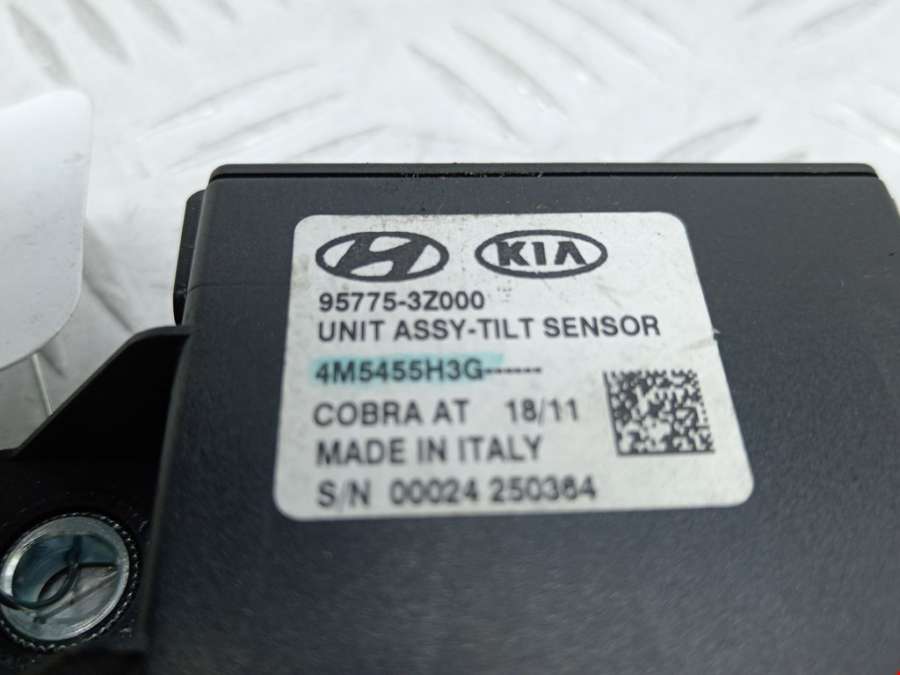 KIA
95775-3Z000
UNIT ASSY-TILT SENSOR
4M5455H3G------
COBRA AT 18/11
MADE IN ITALY
S/N 00024 250364